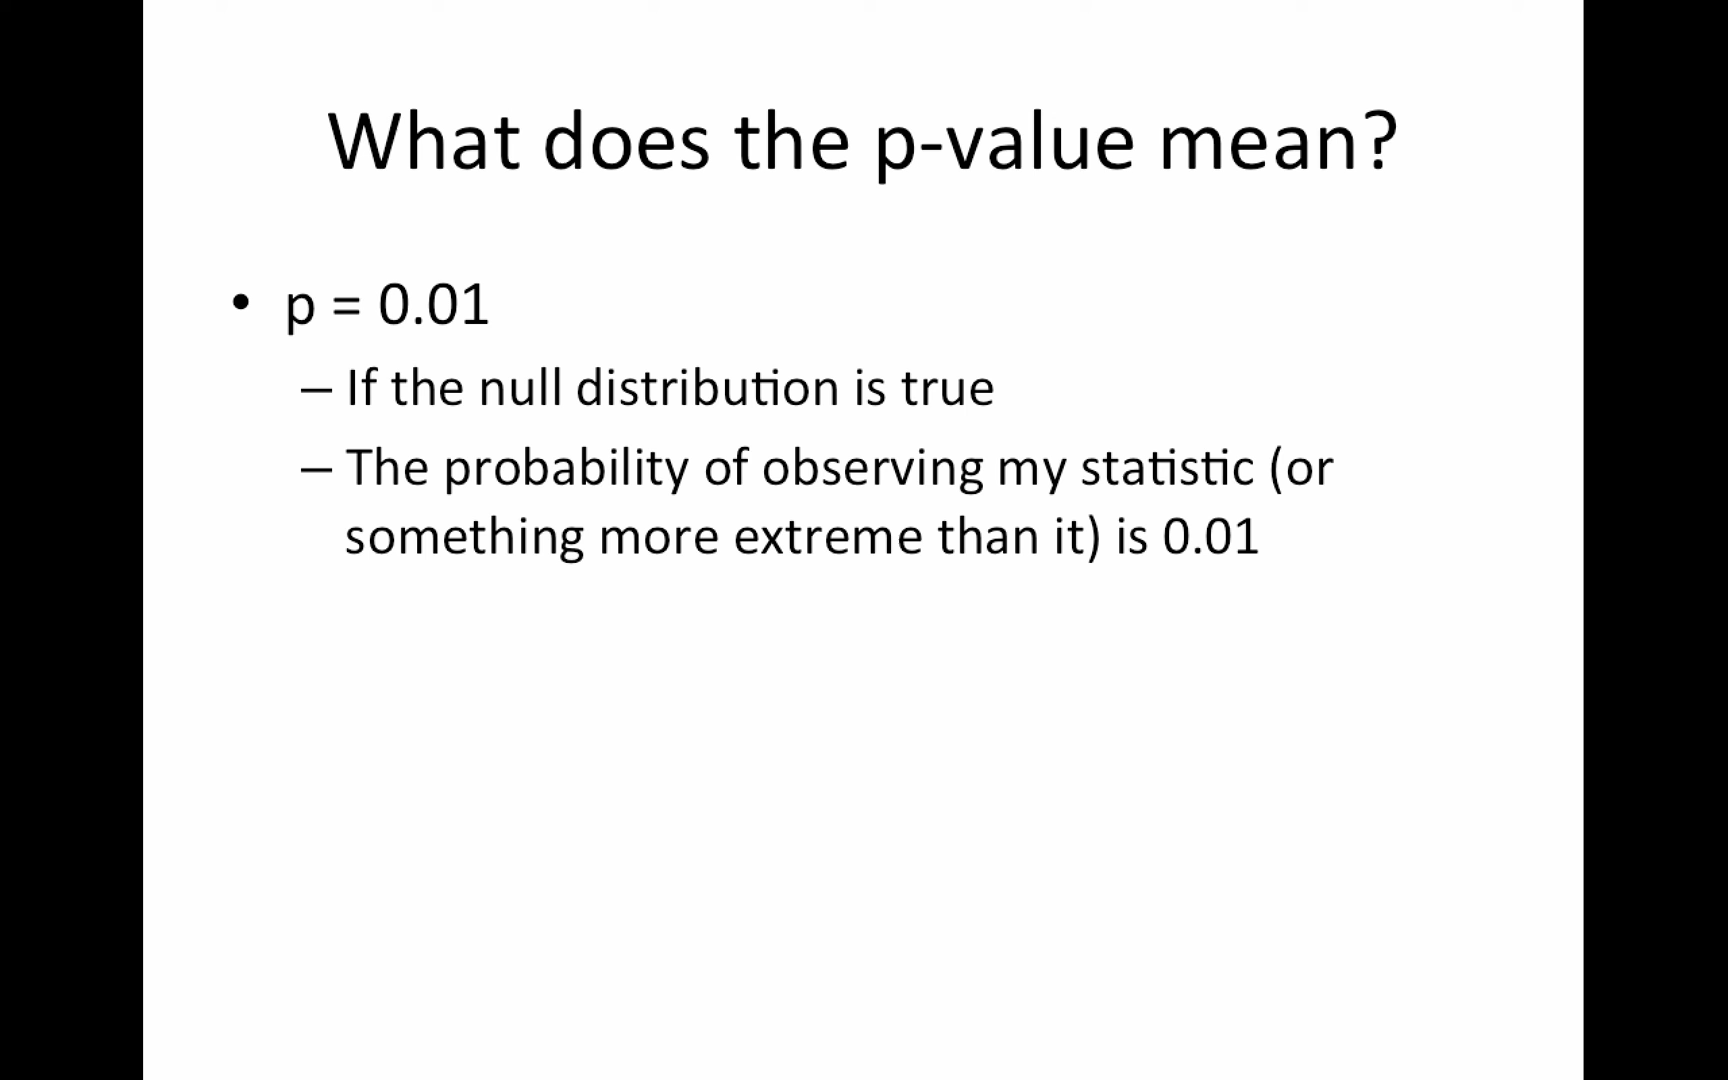 What does the p-value mean?
• p = 0.01
– If the null distribution is true
– The probability of observing my statistic (or
something more extreme than it) is 0.01